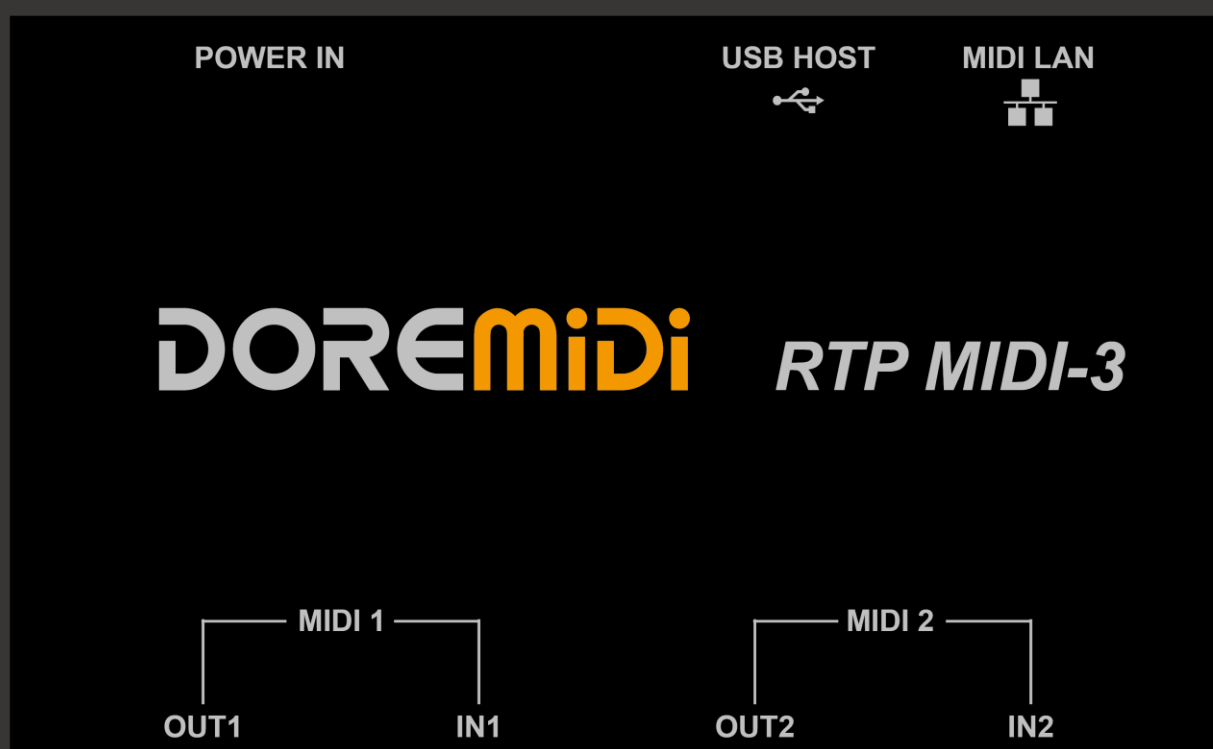 POWER IN
USB HOST
MIDI LAN
DOREMiDi
RTP MIDI-3
MIDI 1
MIDI 2
OUT1
IN1
OUT2
IN2